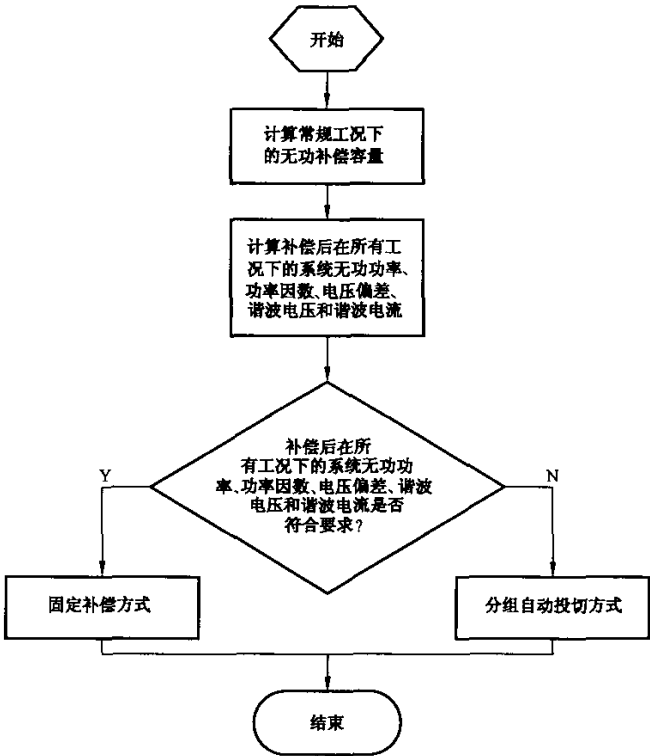 开始
计算常规工况下
的无功补偿容量
计算补偿后在所有工
况下的系统无功功率、
功率因数、电压偏差、
谐波电压和谐波电流
补偿后在所
有工况下的系统无功功
率、功率因数、电压偏差、谐波
电压和谐波电流是否
符合要求?
Y
N
固定补偿方式
分组自动投切方式
结束